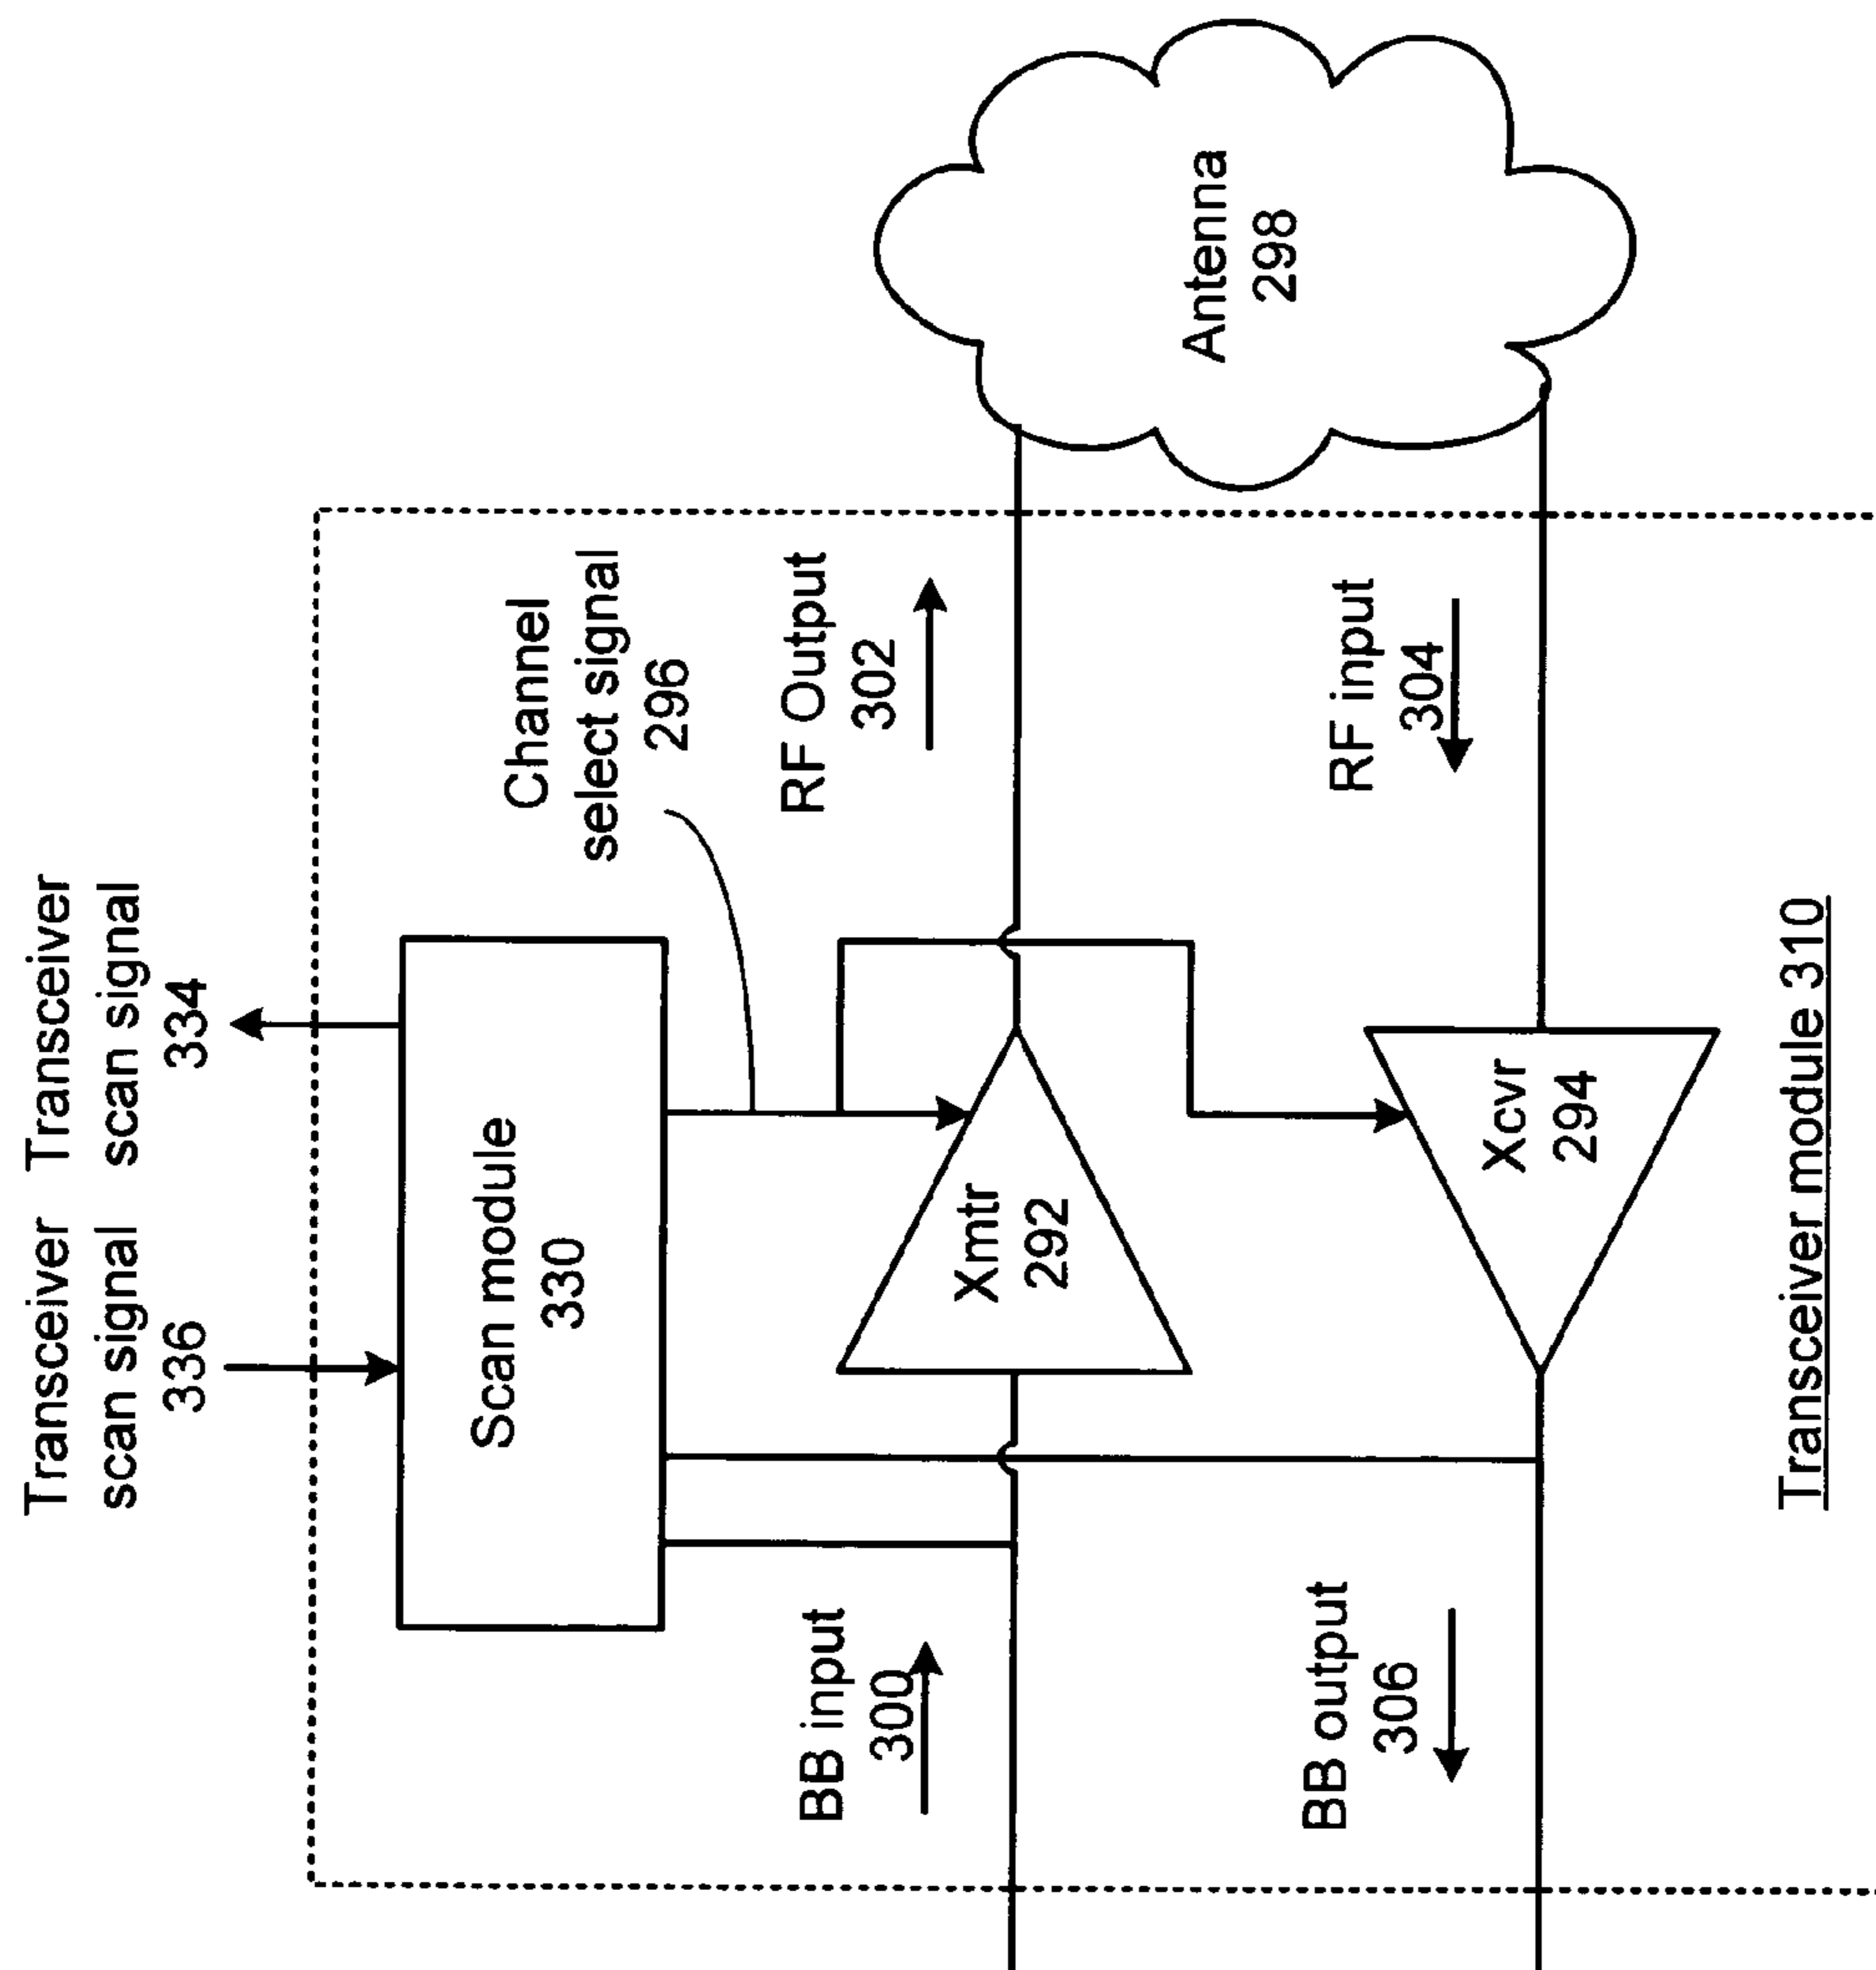 Transceiver
scan signal
336
Transceiver
scan signal
334
Scan module
330
Channel
select signal
296
BB input
300
Xmtr
292
RF Output
302
Antenna
298
BB output
306
Xcvr
294
RF input
304
Transceiver module 310